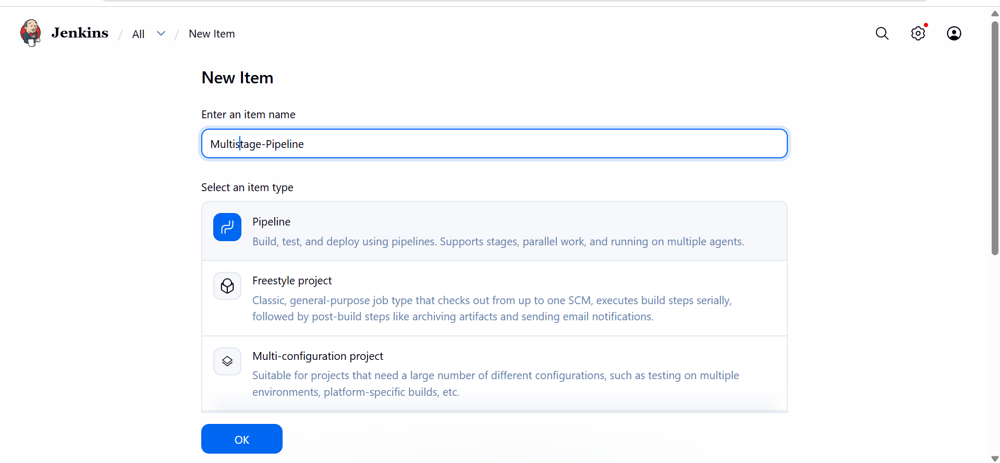 Jenkins / All / New Item
New Item
Enter an item name
Multistage-Pipeline
Select an item type
Pipeline
Build, test, and deploy using pipelines. Supports stages, parallel work, and running on multiple agents.
Freestyle project
Classic, general-purpose job type that checks out from up to one SCM, executes build steps serially,
followed by post-build steps like archiving artifacts and sending email notifications.
Multi-configuration project
Suitable for projects that need a large number of different configurations, such as testing on multiple
environments, platform-specific builds, etc.
OK